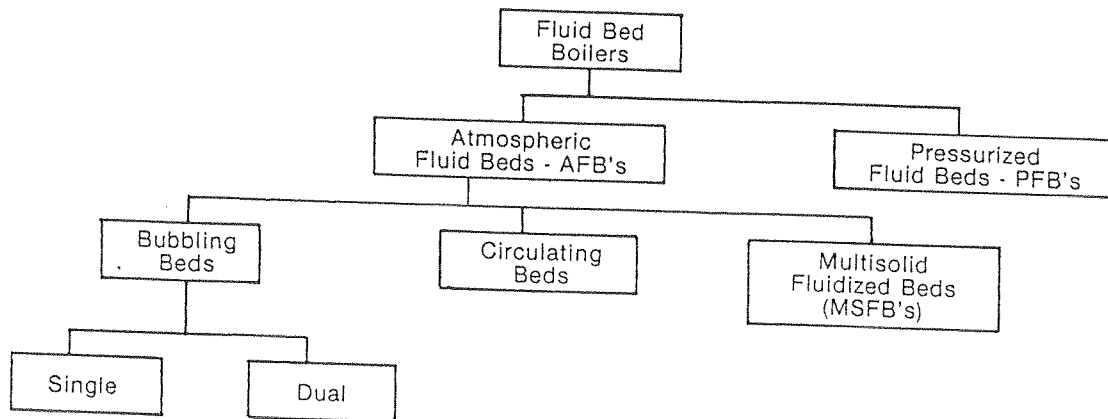 Fluid Bed
Boilers
Atmospheric
Fluid Beds - AFB's
Pressurized
Fluid Beds - PFB's
Bubbling
Beds
Circulating
Beds
Multisolid
Fluidized Beds
(MSFB's)
Single
Dual